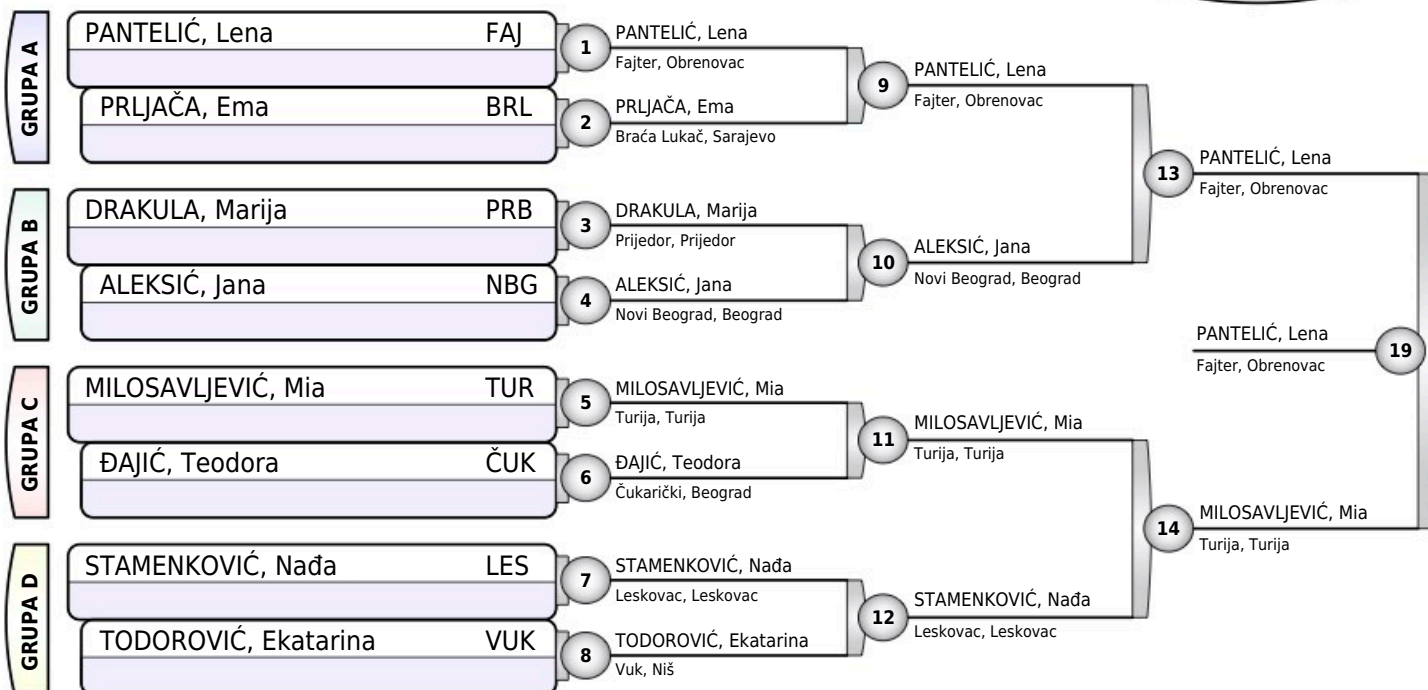 GRUPA A
PANTELIĆ, Lena FAJ
PRLJAČA, Ema BRL
GRUPA B
DRAKULA, Marija PRB
ALEKSIĆ, Jana NBG
GRUPA C
MILOSAVLJEVIĆ, Mia TUR
ĐAJIĆ, Teodora ČUK
GRUPA D
STAMENKOVIĆ, Nađa LES
TODOROVIĆ, Ekatarina VUK
1 PANTELIĆ, Lena
Fajter, Obrenovac
2 PRLJAČA, Ema
Braća Lukač, Sarajevo
3 DRAKULA, Marija
Prijedor, Prijedor
4 ALEKSIĆ, Jana
Novi Beograd, Beograd
5 MILOSAVLJEVIĆ, Mia
Turija, Turija
6 ĐAJIĆ, Teodora
Čukarički, Beograd
7 STAMENKOVIĆ, Nađa
Leskovac, Leskovac
8 TODOROVIĆ, Ekatarina
Vuk, Niš
9 PANTELIĆ, Lena
Fajter, Obrenovac
10 ALEKSIĆ, Jana
Novi Beograd, Beograd
11 MILOSAVLJEVIĆ, Mia
Turija, Turija
12 STAMENKOVIĆ, Nađa
Leskovac, Leskovac
13 PANTELIĆ, Lena
Fajter, Obrenovac
14 MILOSAVLJEVIĆ, Mia
Turija, Turija
PANTELIĆ, Lena 19
Fajter, Obrenovac